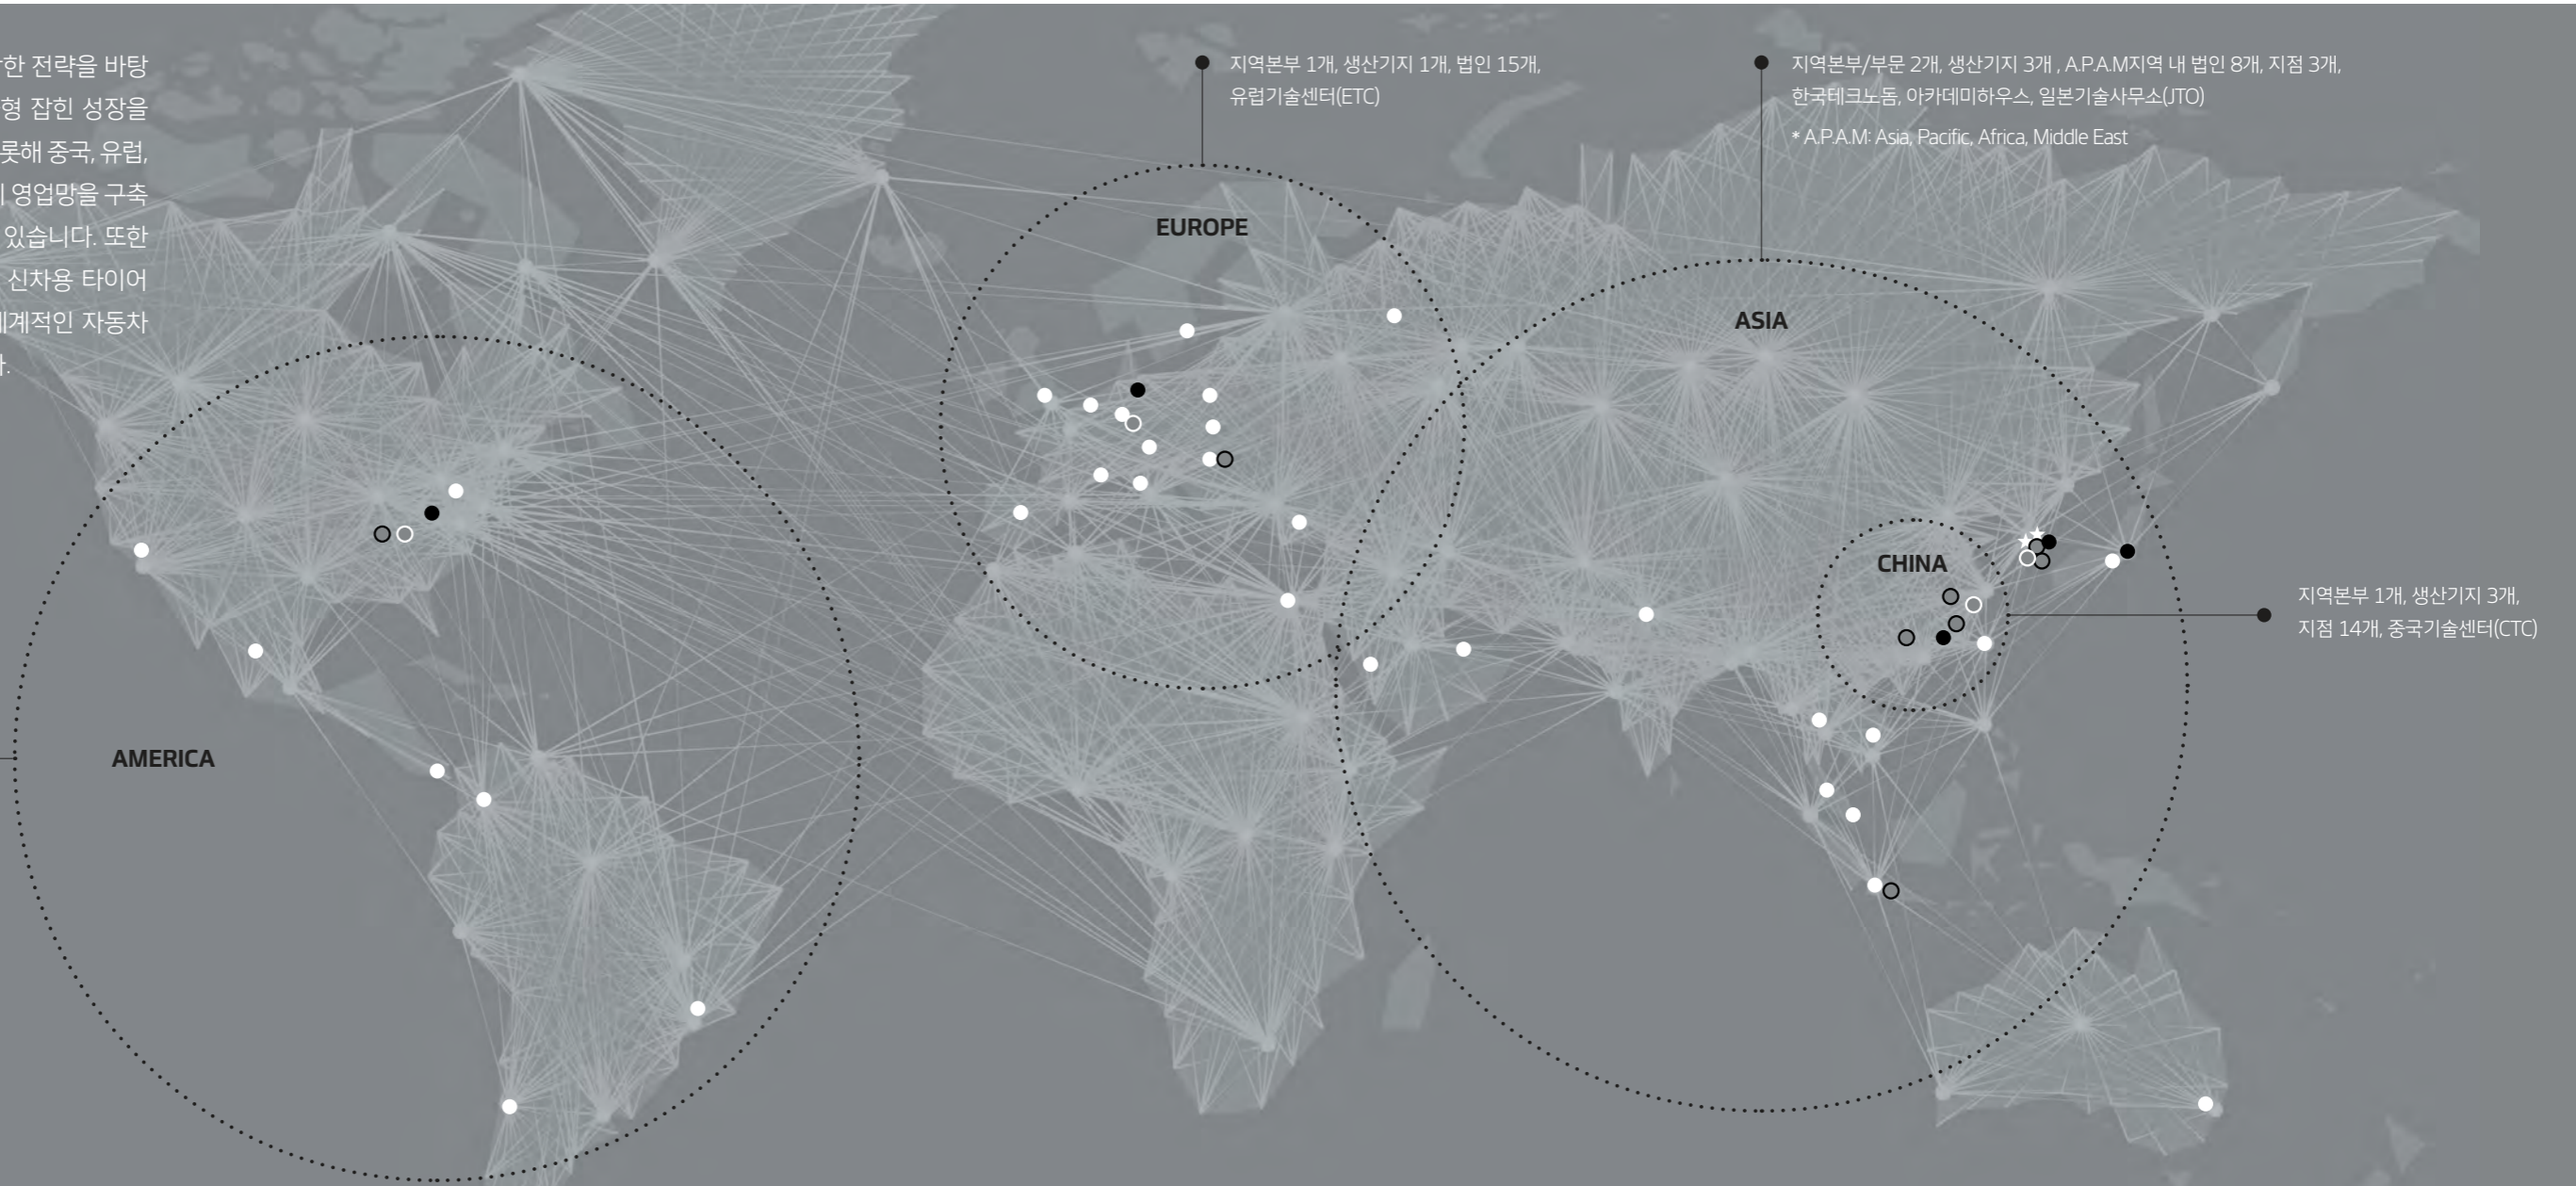 한 전략을 바탕
형 잡힌 성장을
롯해 중국, 유럽,
영업망을 구축
있습니다. 또한
신차용 타이어
세계적인 자동차
지역본부 1개, 생산기지 1개, 법인 15개,
유럽기술센터(ETC)
지역본부/부문 2개, 생산기지 3개 , A.P.A.M지역 내 법인 8개, 지점 3개,
한국테크노돔, 아카데미하우스, 일본기술사무소(JTO)
* A.P.A.M: Asia, Pacific, Africa, Middle East
EUROPE
ASIA
CHINA
지역본부 1개, 생산기지 3개,
지점 14개, 중국기술센터(CTC)
AMERICA